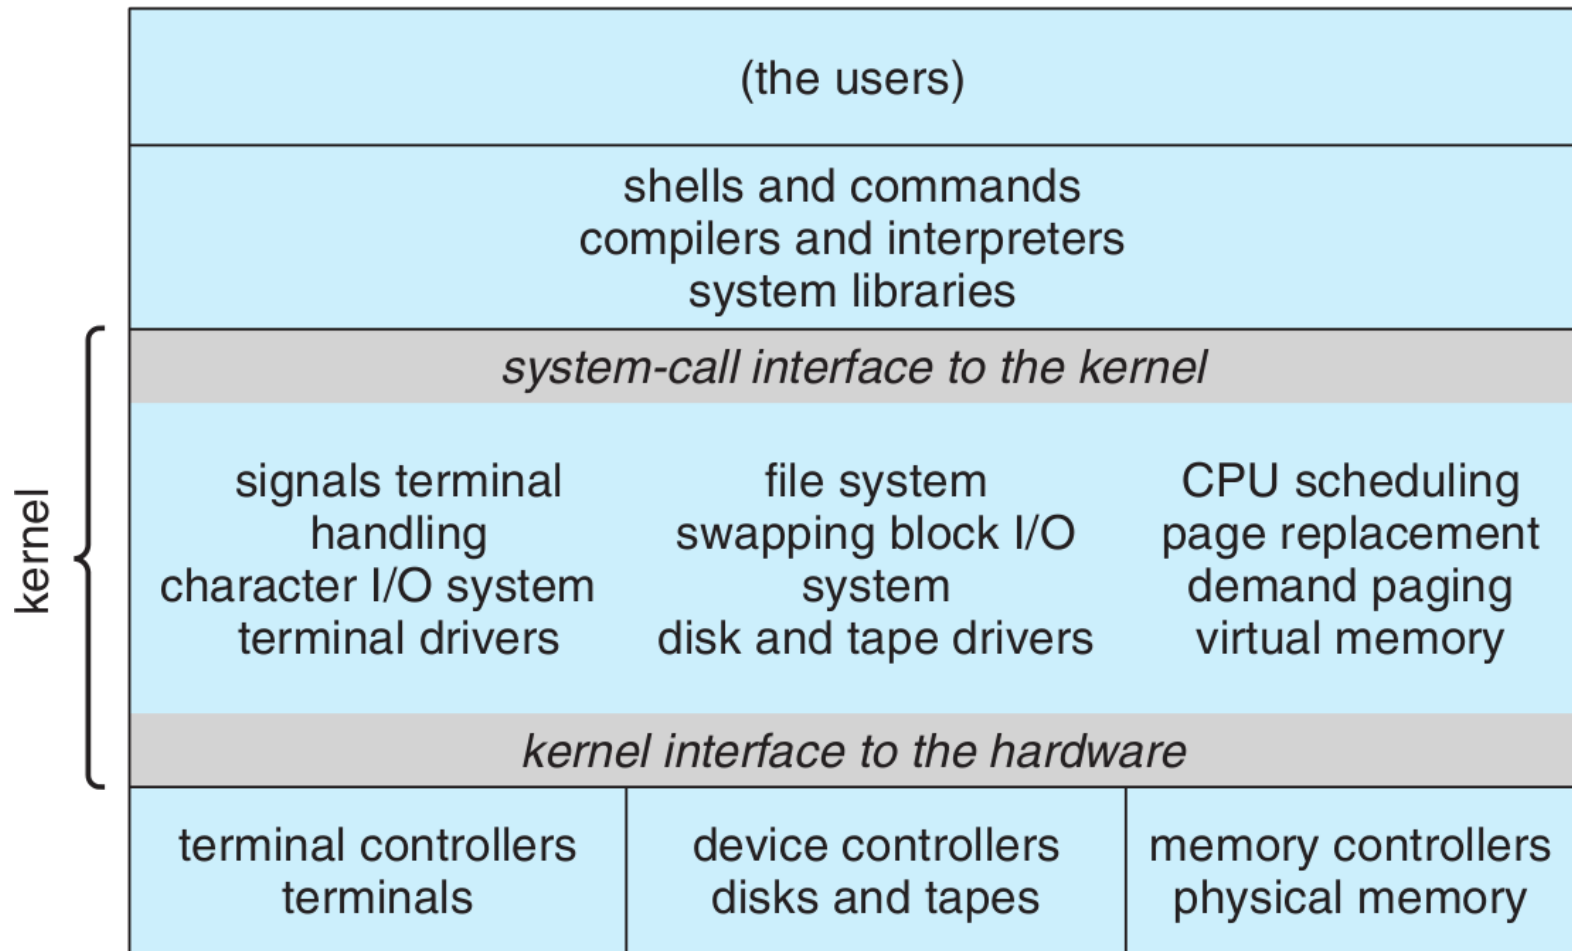 (the users)
shells and commands
compilers and interpreters
system libraries
system-call interface to the kernel
kernel
signals terminal
handling
character I/O system
terminal drivers
file system
swapping block I/O
system
disk and tape drivers
CPU scheduling
page replacement
demand paging
virtual memory
kernel interface to the hardware
terminal controllers
terminals
device controllers
disks and tapes
memory controllers
physical memory